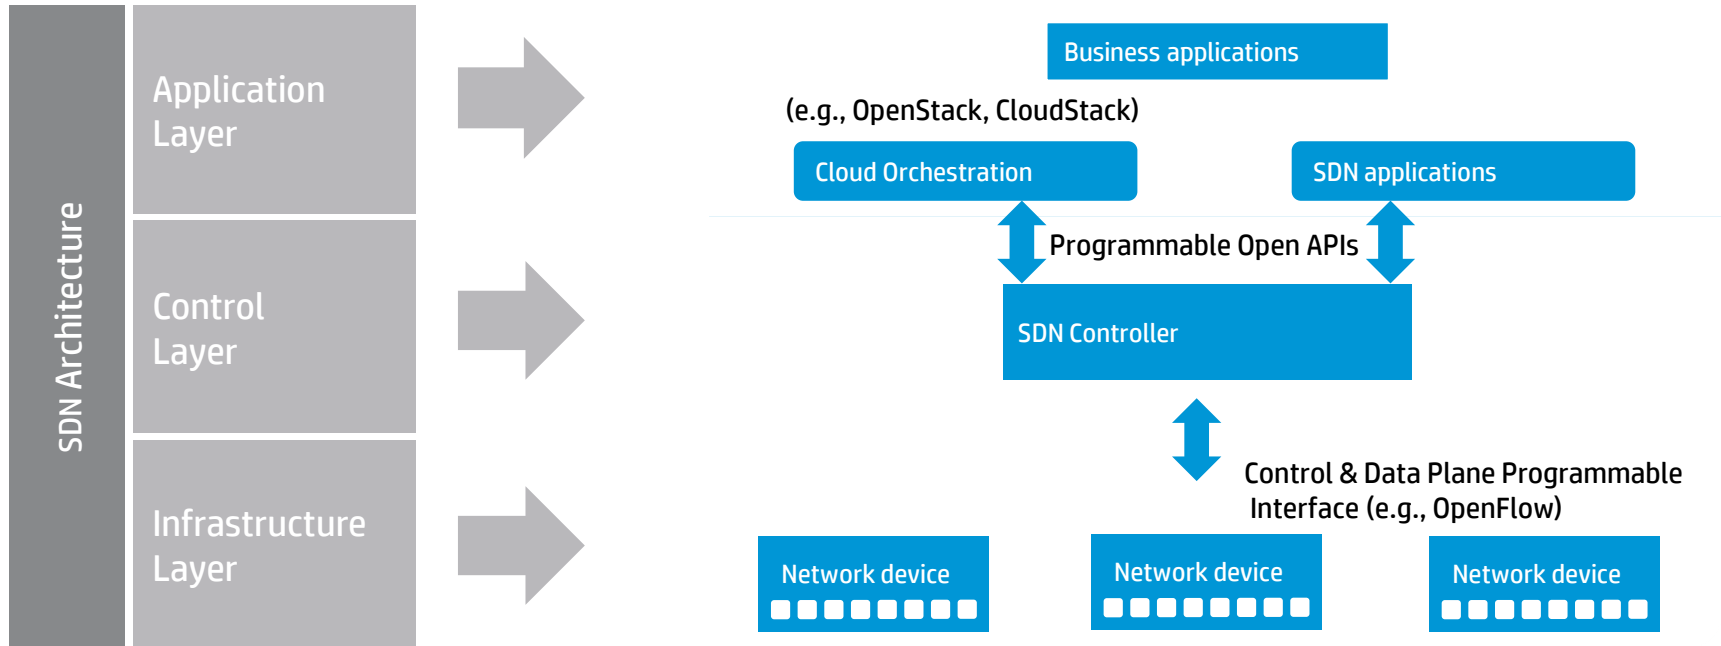 SDN Architecture
Application
Layer
Control
Layer
Infrastructure
Layer
Business applications
(e.g., OpenStack, CloudStack)
Cloud Orchestration
SDN applications
Programmable Open APIs
SDN Controller
Control & Data Plane Programmable
Interface (e.g., OpenFlow)
Network device
Network device
Network device